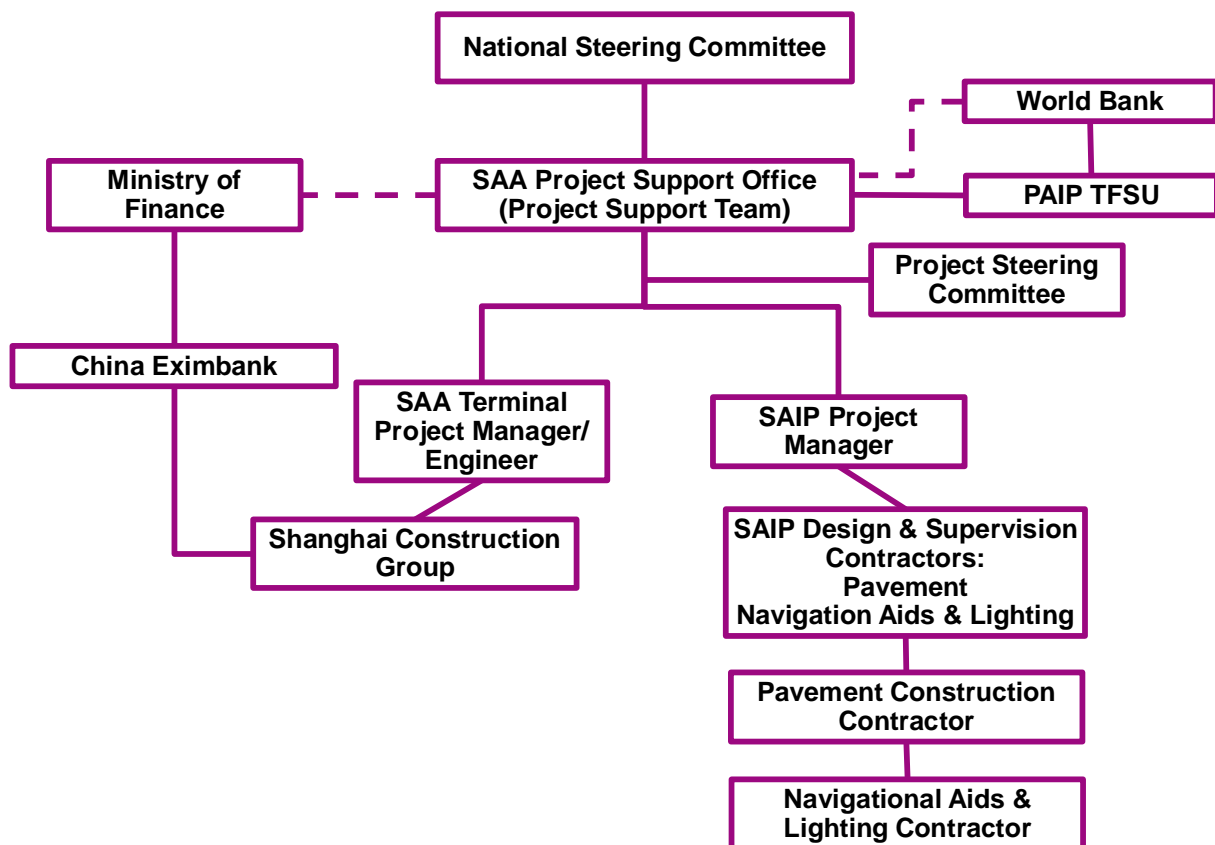 National Steering Committee
World Bank
Ministry of
Finance
SAA Project Support Office
(Project Support Team)
PAIP TFSU
Project Steering
Committee
China Eximbank
SAA Terminal
Project Manager/
Engineer
SAIP Project
Manager
Shanghai Construction
Group
SAIP Design & Supervision
Contractors:
Pavement
Navigation Aids & Lighting
Pavement Construction
Contractor
Navigational Aids &
Lighting Contractor